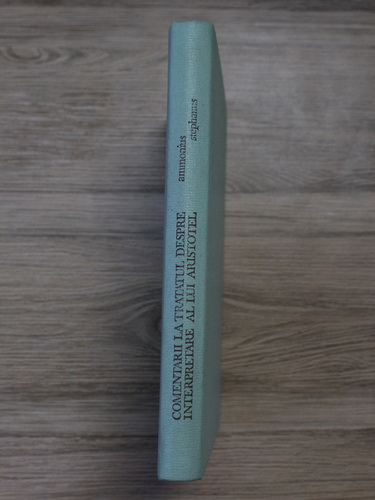 COMENTARII LA TRATATUL DESPRE
INTERPRETARE AL LUI ARISTOTEL
ammonius
stephanus